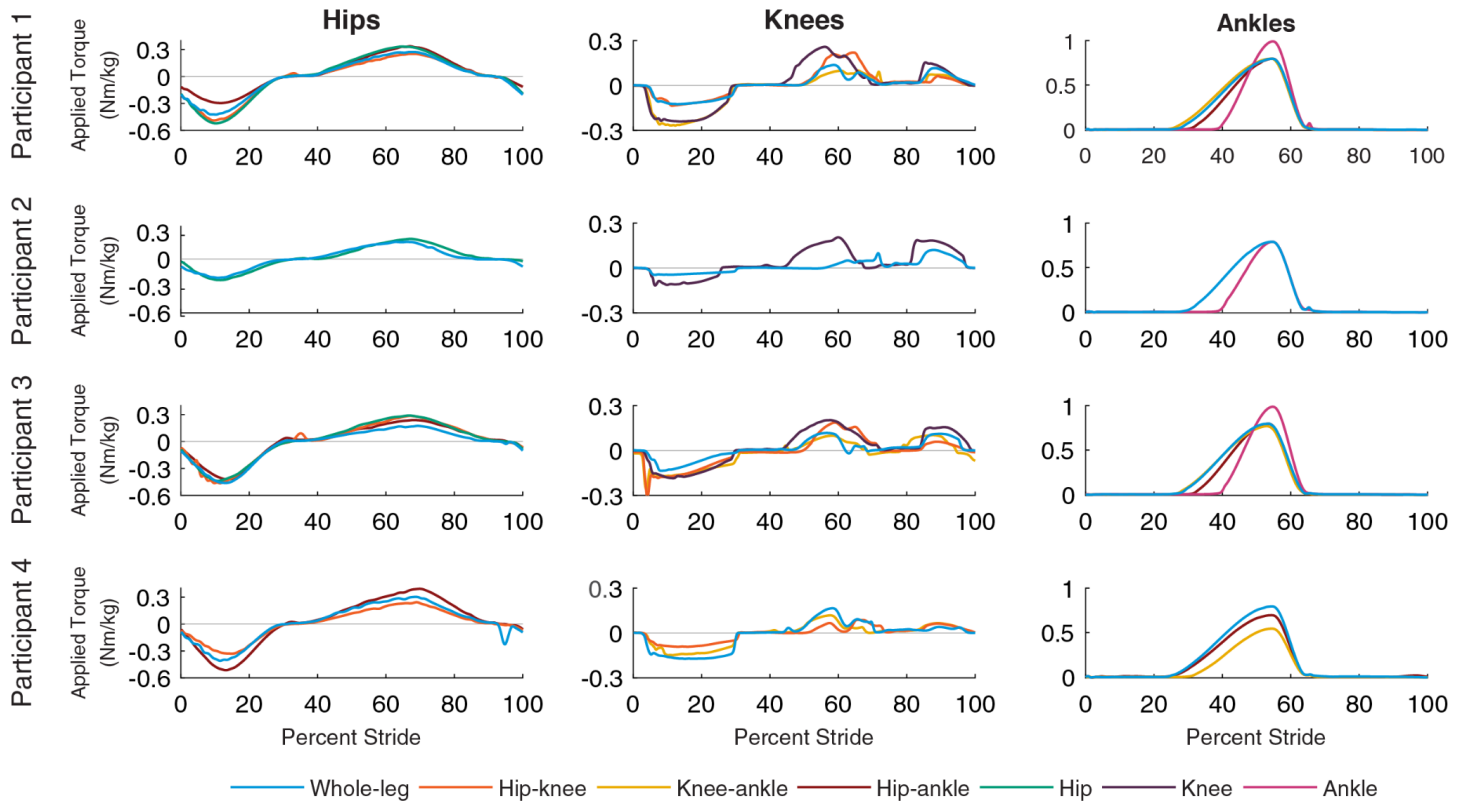 Hips Knees Ankles
Participant 1
Applied Torque
(Nm/kg)
0.3
0
-0.3
-0.6
0 20 40 60 80 100
0.3
0
-0.3
0 20 40 60 80 100
1
0.5
0
0 20 40 60 80 100
Participant 2
Applied Torque
(Nm/kg)
0.3
0
-0.3
-0.6
0 20 40 60 80 100
0.3
0
-0.3
0 20 40 60 80 100
1
0.5
0
0 20 40 60 80 100
Participant 3
Applied Torque
(Nm/kg)
0.3
0
-0.3
-0.6
0 20 40 60 80 100
0.3
0
-0.3
0 20 40 60 80 100
1
0.5
0
0 20 40 60 80 100
Participant 4
Applied Torque
(Nm/kg)
0.3
0
-0.3
-0.6
0 20 40 60 80 100
Percent Stride
0.3
0
-0.3
0 20 40 60 80 100
Percent Stride
1
0.5
0
0 20 40 60 80 100
Percent Stride
Whole-leg Hip-knee Knee-ankle Hip-ankle Hip Knee Ankle